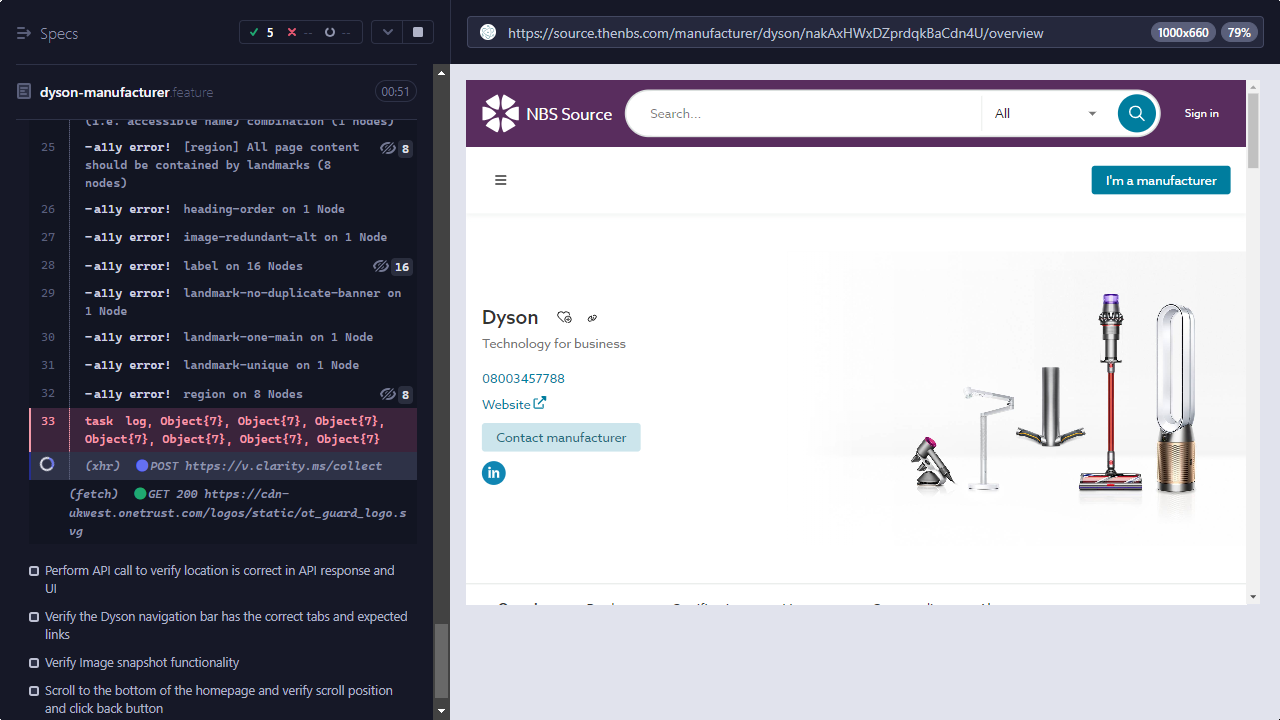 Specs
5
--
--
dyson-manufacturer.feature
00:51
(i.e. accessible name) combination (1 nodes)
25
-a11y error! [region] All page content
should be contained by landmarks (8
nodes)
8
26
-a11y error! heading-order on 1 Node
27
-a11y error! image-redundant-alt on 1 Node
28
-a11y error! label on 16 Nodes
16
29
-a11y error! landmark-no-duplicate-banner on
1 Node
30
-a11y error! landmark-one-main on 1 Node
31
-a11y error! landmark-unique on 1 Node
32
-a11y error! region on 8 Nodes
8
33
task log, Object{7}, Object{7}, Object{7},
Object{7}, Object{7}, Object{7}, Object{7}
(xhr) POST https://v.clarity.ms/collect
(fetch) GET 200 https://cdn-
ukwest.onetrust.com/logos/static/ot_guard_logo.s
vg
Perform API call to verify location is correct in API response and
UI
Verify the Dyson navigation bar has the correct tabs and expected
links
Verify Image snapshot functionality
Scroll to the bottom of the homepage and verify scroll position
and click back button
https://source.thenbs.com/manufacturer/dyson/nakAxHWxDZprdqkBaCdn4U/overview
1000x660
79%
NBS Source
Search...
All
Sign in
I'm a manufacturer
Dyson
Technology for business
08003457788
Website
Contact manufacturer
in